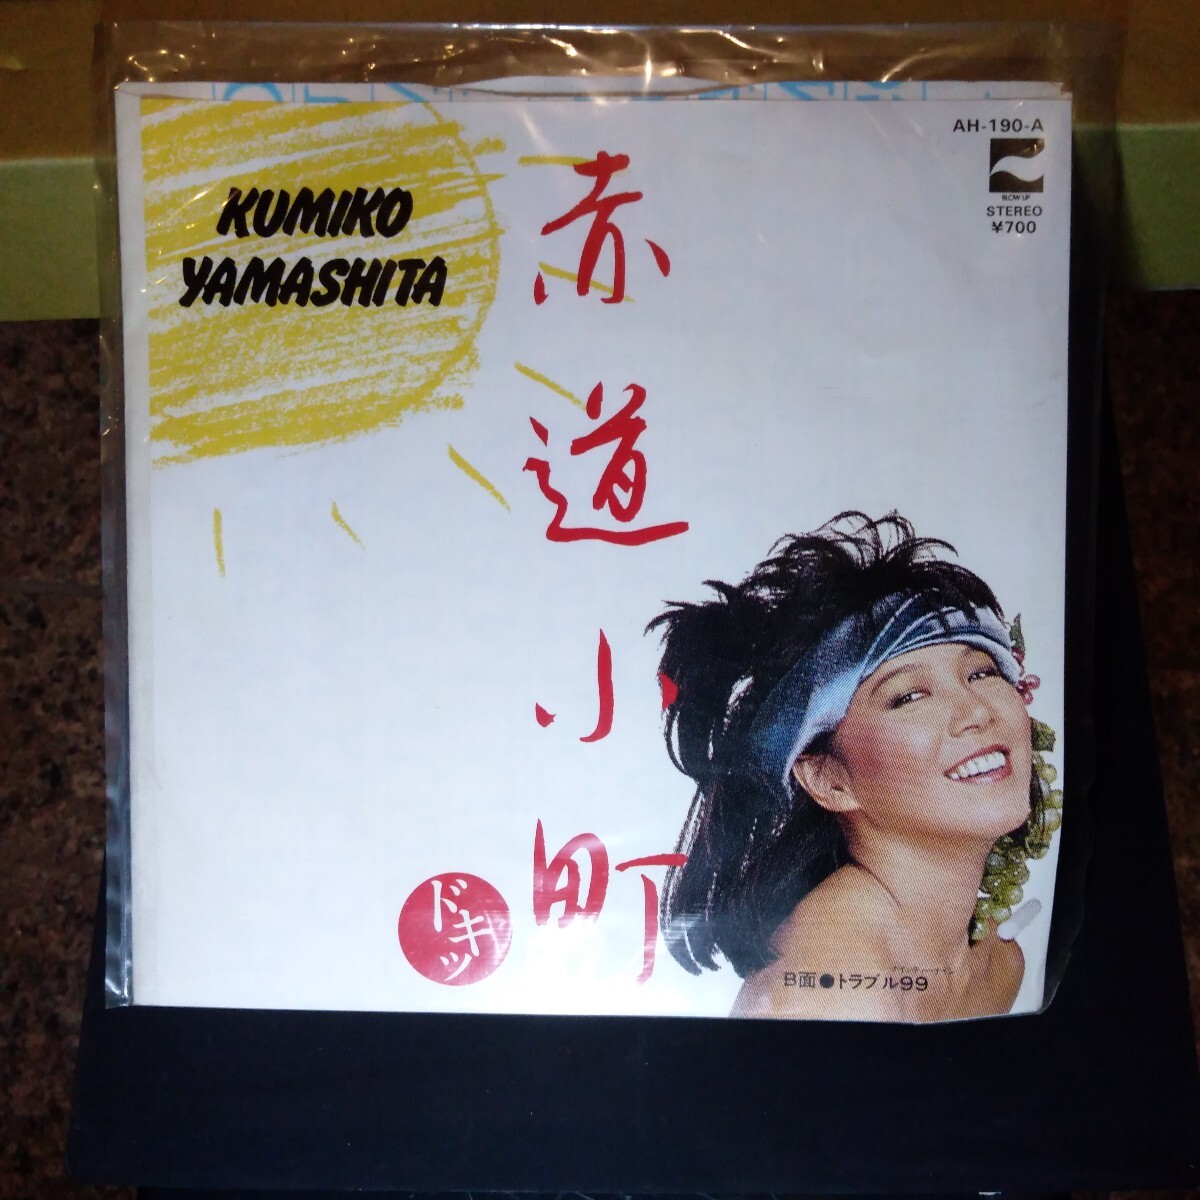 KUMIKO
YAMASHITA
赤道小町
ドキッ
AH-190-A
BLOW UP
STEREO
¥700
B面●トラブル99